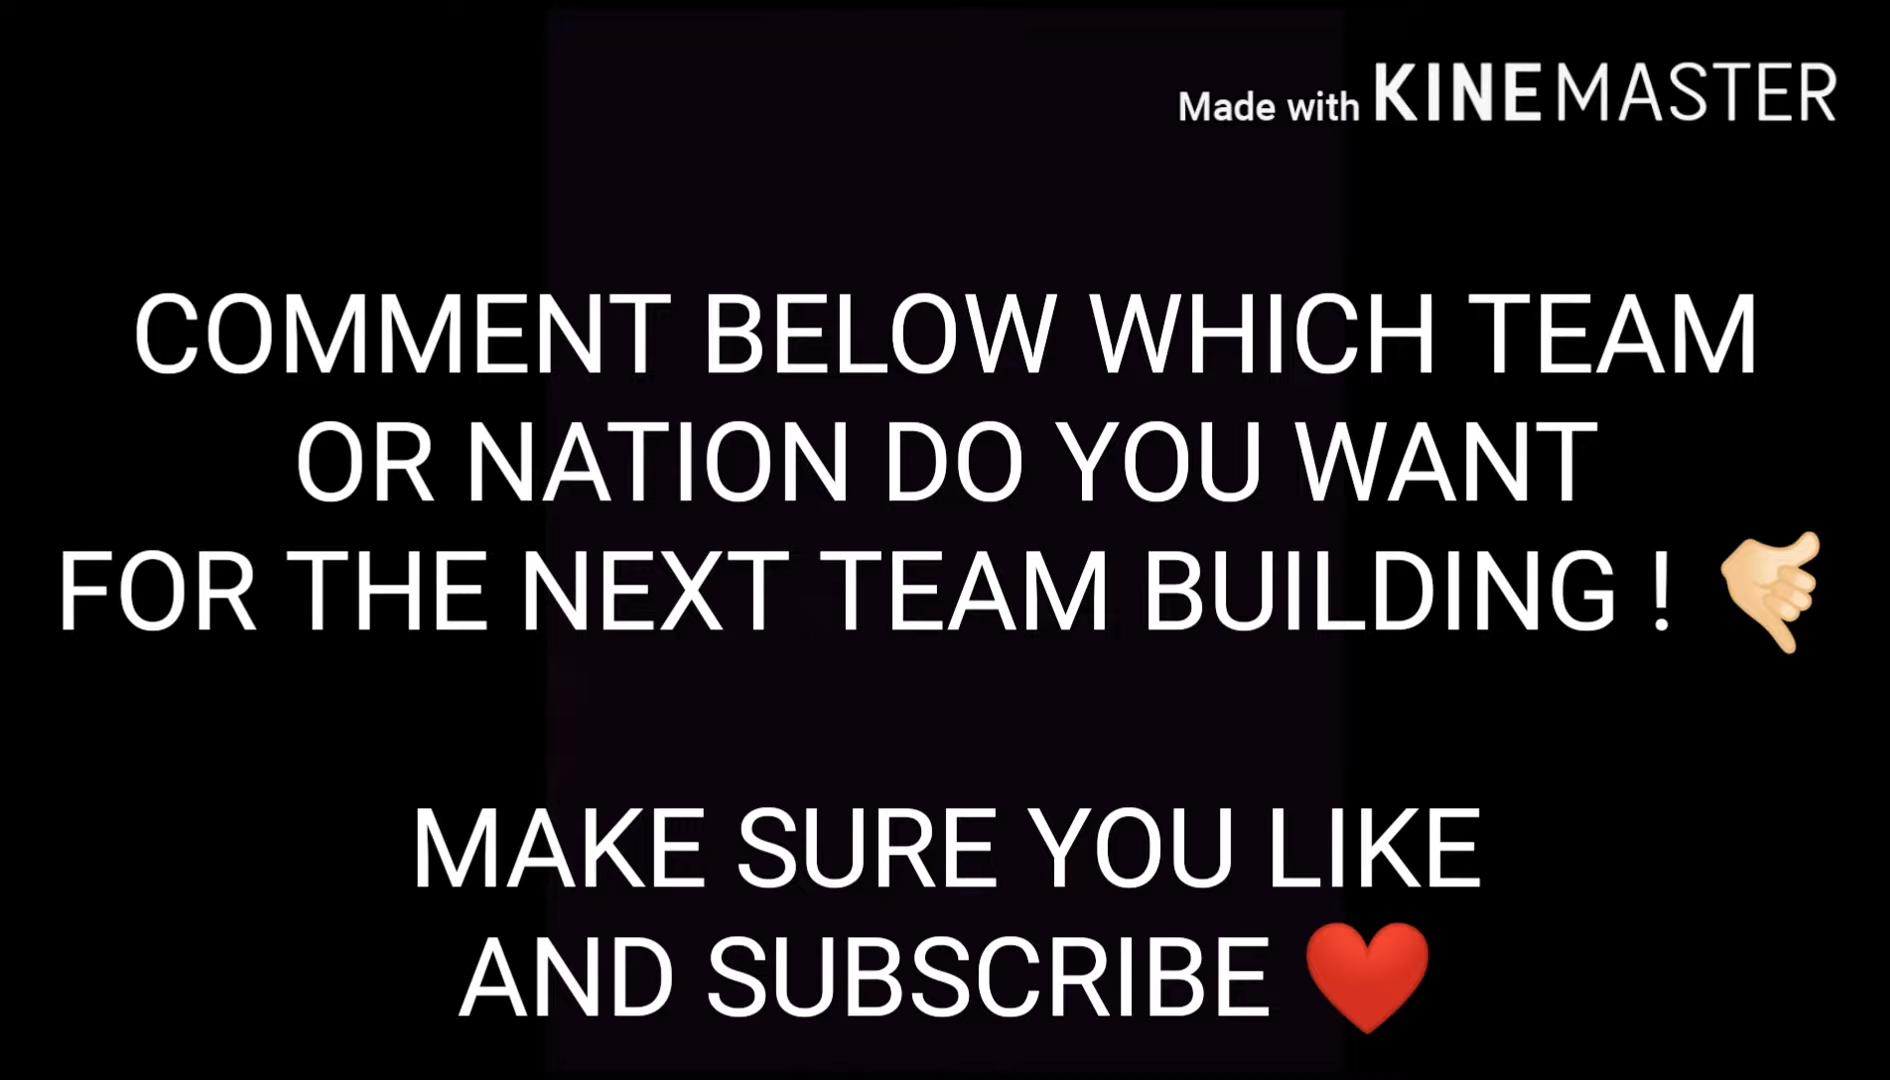 Made with KINEMASTER
COMMENT BELOW WHICH TEAM
OR NATION DO YOU WANT
FOR THE NEXT TEAM BUILDING ! 🤙🏻
MAKE SURE YOU LIKE
AND SUBSCRIBE ❤️